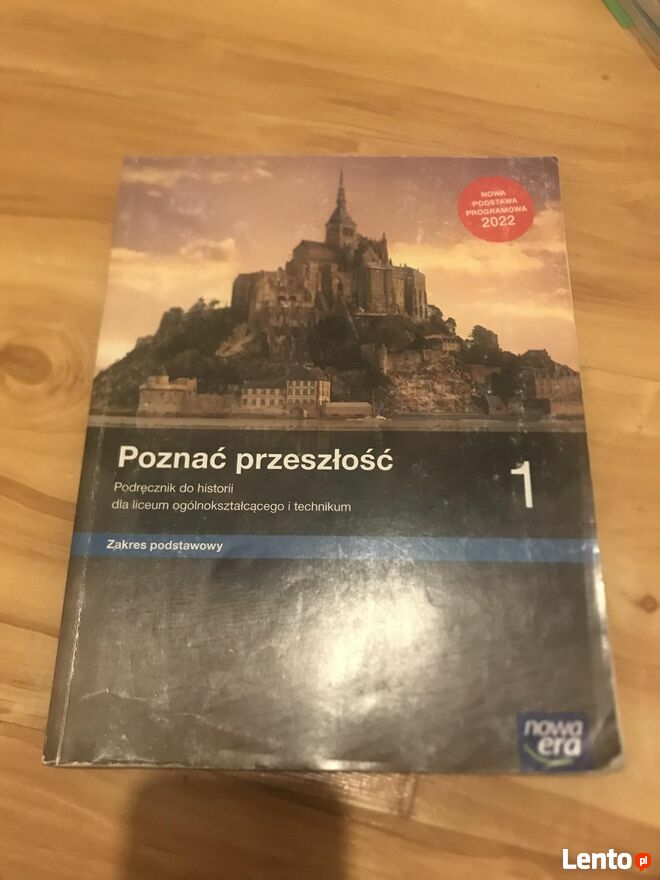 NOWA
PODSTAWA
PROGRAMOWA
2022
Poznać przeszłość
1
Podręcznik do historii
dla liceum ogólnokształcącego i technikum
Zakres podstawowy
nowa
era
Lento.pl